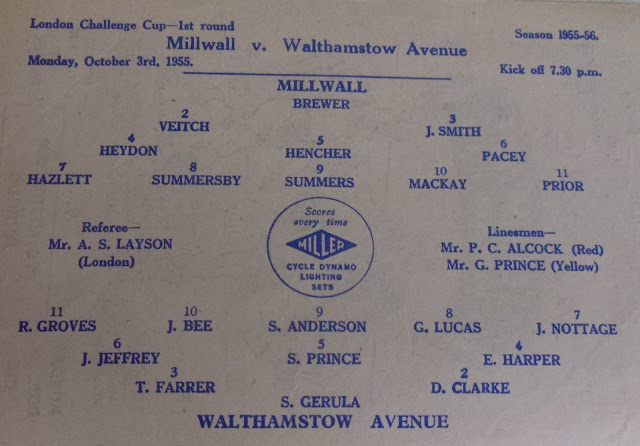 London Challenge Cup—1st round
Season 1955-56.
Millwall v. Walthamstow Avenue
Monday, October 3rd, 1955.
Kick off 7.30 p.m.
MILLWALL
BREWER
2 3
VEITCH J. SMITH
4 5 6
HEYDON HENCHER PACEY
7 8 9 10 11
HAZLETT SUMMERSBY SUMMERS MACKAY PRIOR
Referee—
Mr. A. S. LAYSON
(London)
Scores
every time
MILLER
CYCLE DYNAMO
LIGHTING
SETS
Linesmen—
Mr. P. C. ALCOCK (Red)
Mr. G. PRINCE (Yellow)
11 10 9 8 7
R. GROVES J. BEE S. ANDERSON G. LUCAS J. NOTTAGE
6 5 4
J. JEFFREY S. PRINCE E. HARPER
3 2
T. FARRER D. CLARKE
S. GERULA
WALTHAMSTOW AVENUE